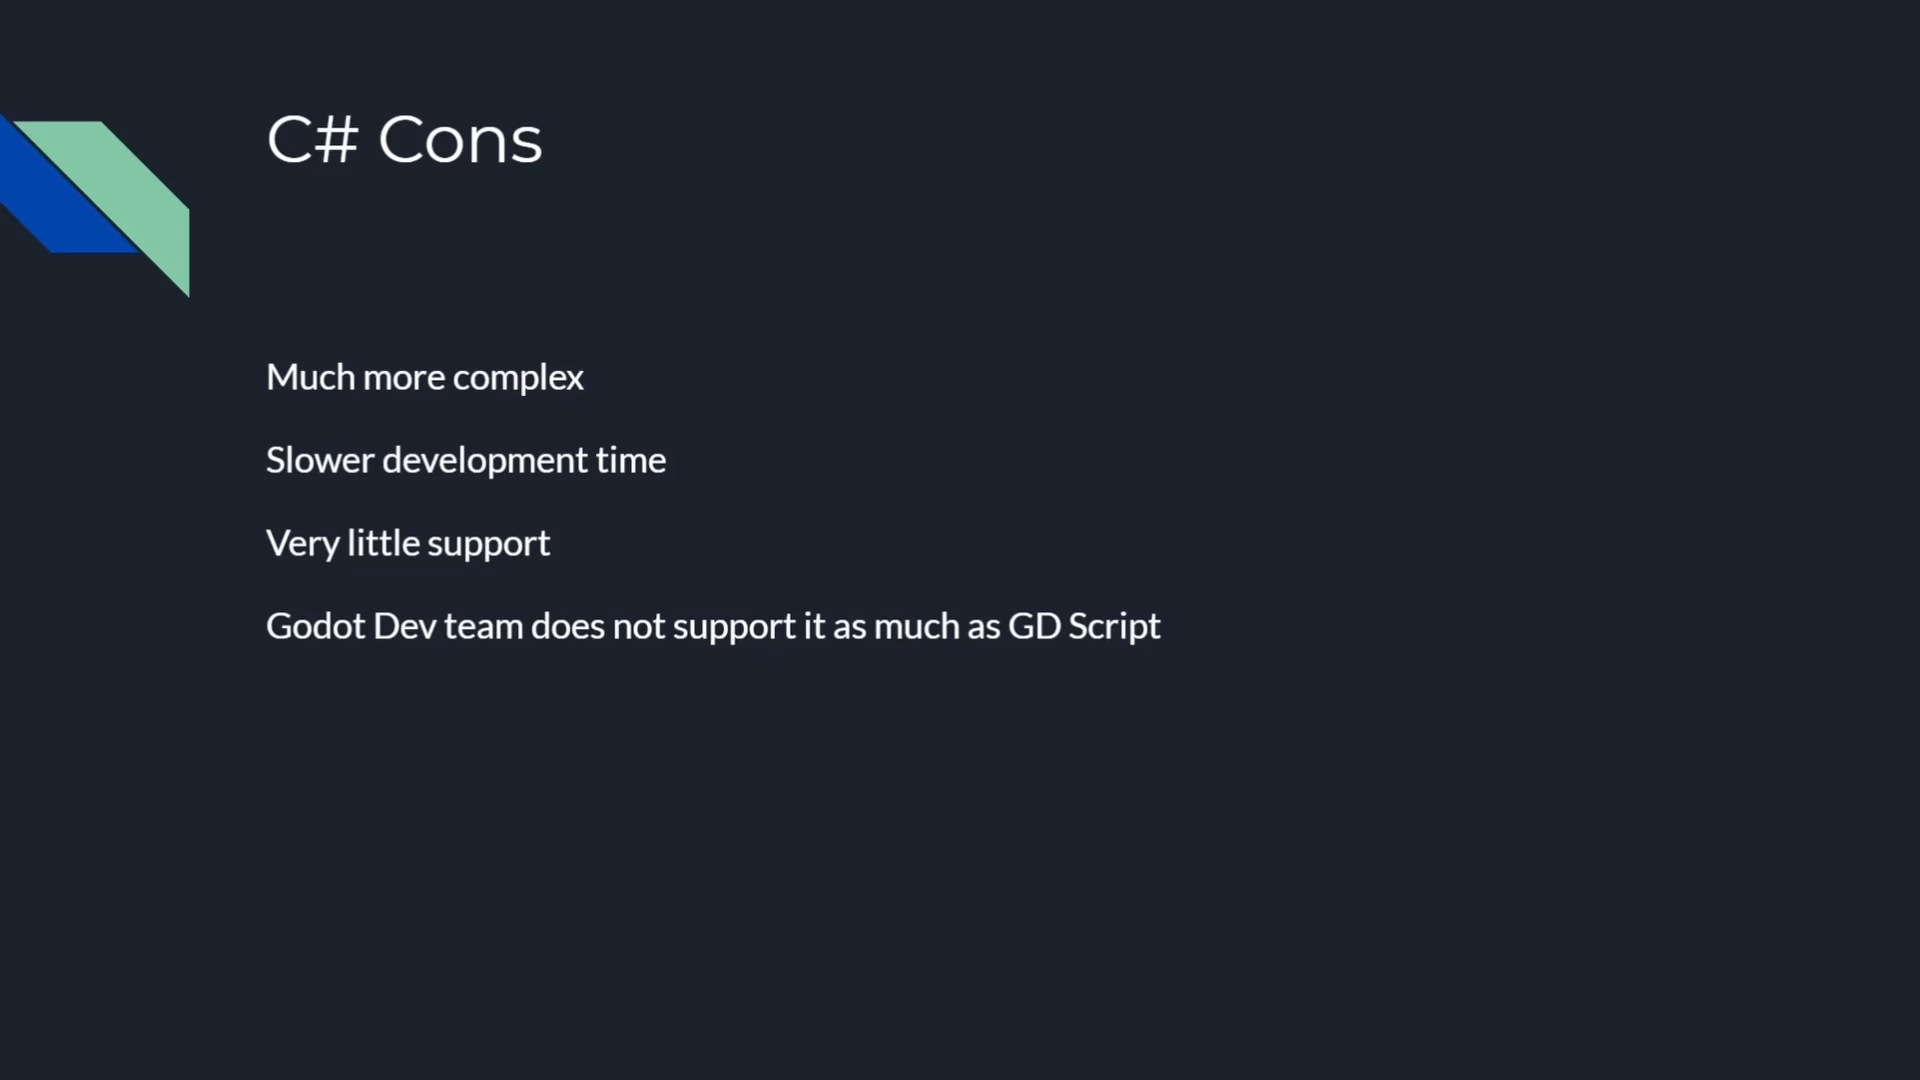 C# Cons
Much more complex
Slower development time
Very little support
Godot Dev team does not support it as much as GD Script